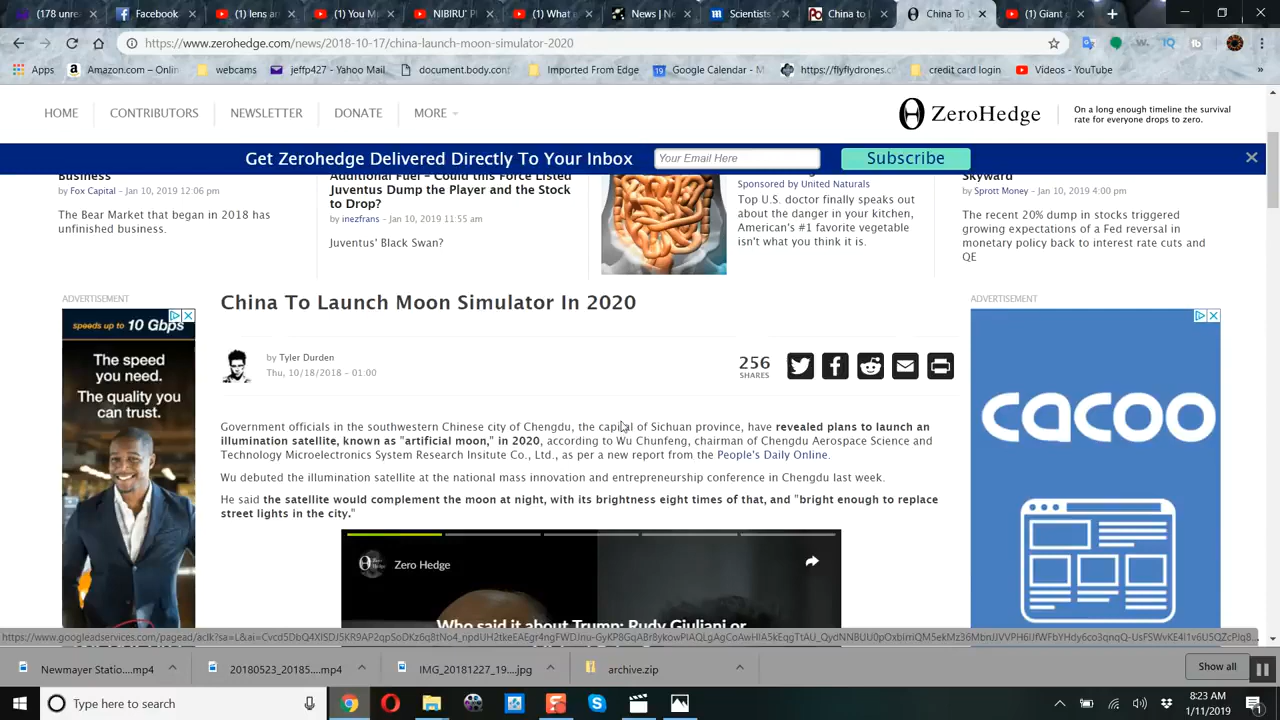 178 unre
Facebook
(1) lens ar
(1) You M
NIBIRU' P
(1) What i
News | N
Scientists
China to L
China To L
(1) Giant c
https://www.zerohedge.com/news/2018-10-17/china-launch-moon-simulator-2020
Apps
Amazon.com – Onlin
webcams
jeffp427 - Yahoo Mail
document.body.cont
Imported From Edge
Google Calendar - M
https://flyflydrones.c
credit card login
Videos - YouTube
»
HOME
CONTRIBUTORS
NEWSLETTER
DONATE
MORE
ZeroHedge
On a long enough timeline the survival
rate for everyone drops to zero.
Get Zerohedge Delivered Directly To Your Inbox
Your Email Here
Subscribe
Business
by Fox Capital - Jan 10, 2019 12:06 pm
The Bear Market that began in 2018 has
unfinished business.
Additional Fuel – Could this Force Listed
Juventus Dump the Player and the Stock
to Drop?
by inezfrans - Jan 10, 2019 11:55 am
Juventus' Black Swan?
Sponsored by United Naturals
Top U.S. doctor finally speaks out
about the danger in your kitchen,
American's #1 favorite vegetable
isn't what you think it is.
Skyward
by Sprott Money - Jan 10, 2019 4:00 pm
The recent 20% dump in stocks triggered
growing expectations of a Fed reversal in
monetary policy back to interest rate cuts and
QE
ADVERTISEMENT
speeds up to 10 Gbps
The speed
you need.
The quality you
can trust.
China To Launch Moon Simulator In 2020
by Tyler Durden
Thu, 10/18/2018 - 01:00
256
SHARES
Government officials in the southwestern Chinese city of Chengdu, the capital of Sichuan province, have revealed plans to launch an
illumination satellite, known as "artificial moon," in 2020, according to Wu Chunfeng, chairman of Chengdu Aerospace Science and
Technology Microelectronics System Research Insitute Co., Ltd., as per a new report from the People's Daily Online.
Wu debuted the illumination satellite at the national mass innovation and entrepreneurship conference in Chengdu last week.
He said the satellite would complement the moon at night, with its brightness eight times of that, and "bright enough to replace
street lights in the city."
Zero Hedge
Who said it about Trump: Rudy Giuliani or
ADVERTISEMENT
cacoo
Newmayer Statio....mp4
20180523_20185....mp4
IMG_20181227_19....jpg
archive.zip
Show all
Type here to search
8:23 AM
1/11/2019